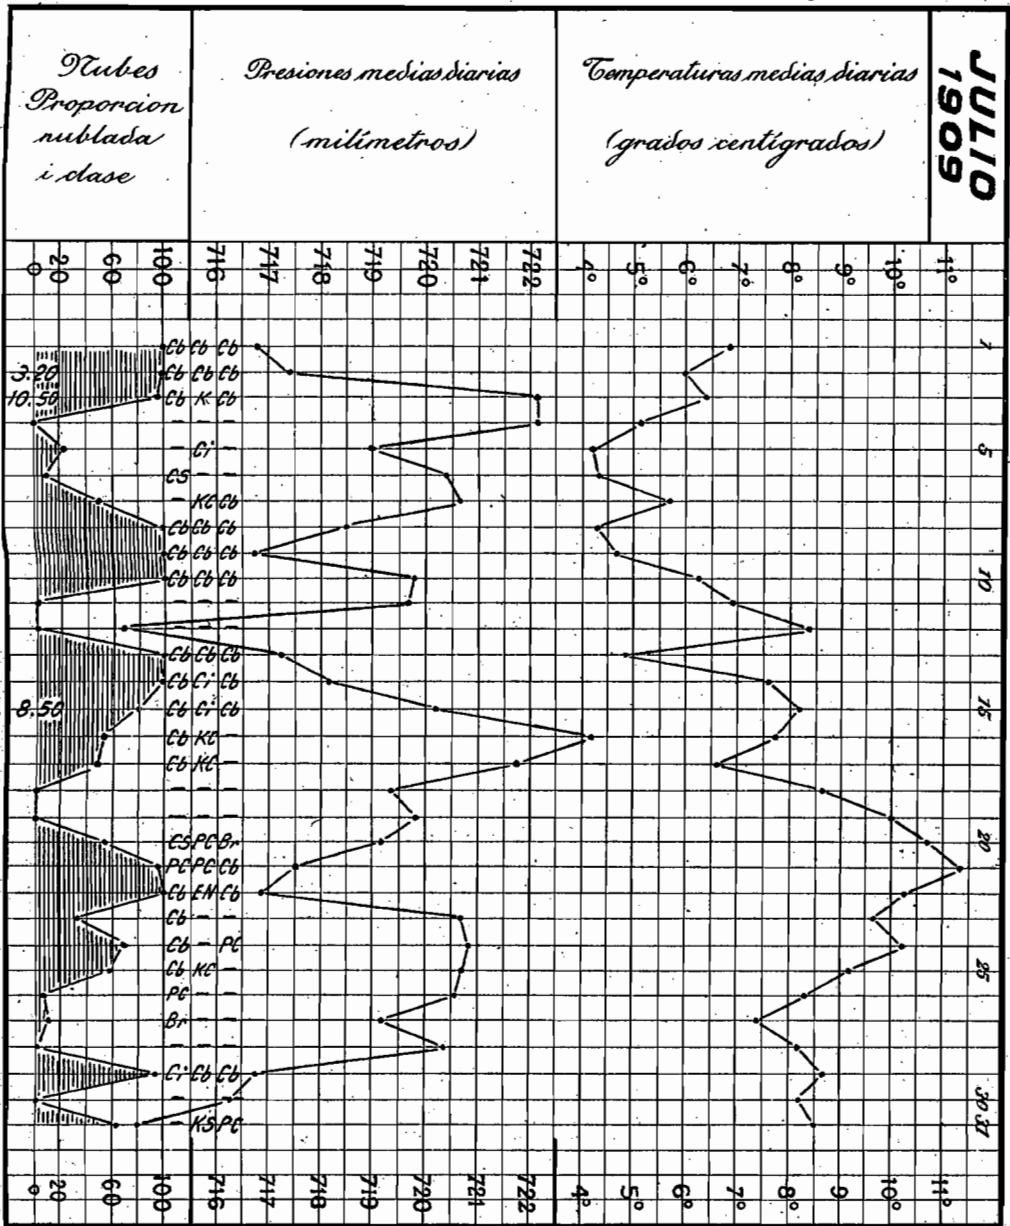 Nubes
Proporcion
nublada
i clase
Presiones medias diarias
(milímetros)
Temperaturas medias diarias
(grados centígrados)
JULIO
1909
0 20 60 100 716 717 718 719 720 721 722 4° 5° 6° 7° 8° 9° 10° 11°
Cb Cb Cb 1
3.20 Cb Cb Cb
10.50 Cb K Cb
- - -
- Ci - 5
CS - -
- KC Cb
Cb Cb Cb
Cb Cb Cb
Cb Cb Cb 10
- - -
- - -
Cb Cb Cb
Cb Ci Cb
8.50 Cb Ci Cb 15
Cb KC -
Cb KC -
- - -
- - -
CS PC Br 20
PC PC Cb
Cb EN Cb
Cb - -
Cb - PC
Cb KC - 25
PC - -
Br - -
- - -
Ci Cb Cb
- - 30
- KS PC 31
0 20 60 100 716 717 718 719 720 721 722 4° 5° 6° 7° 8° 9° 10° 11°